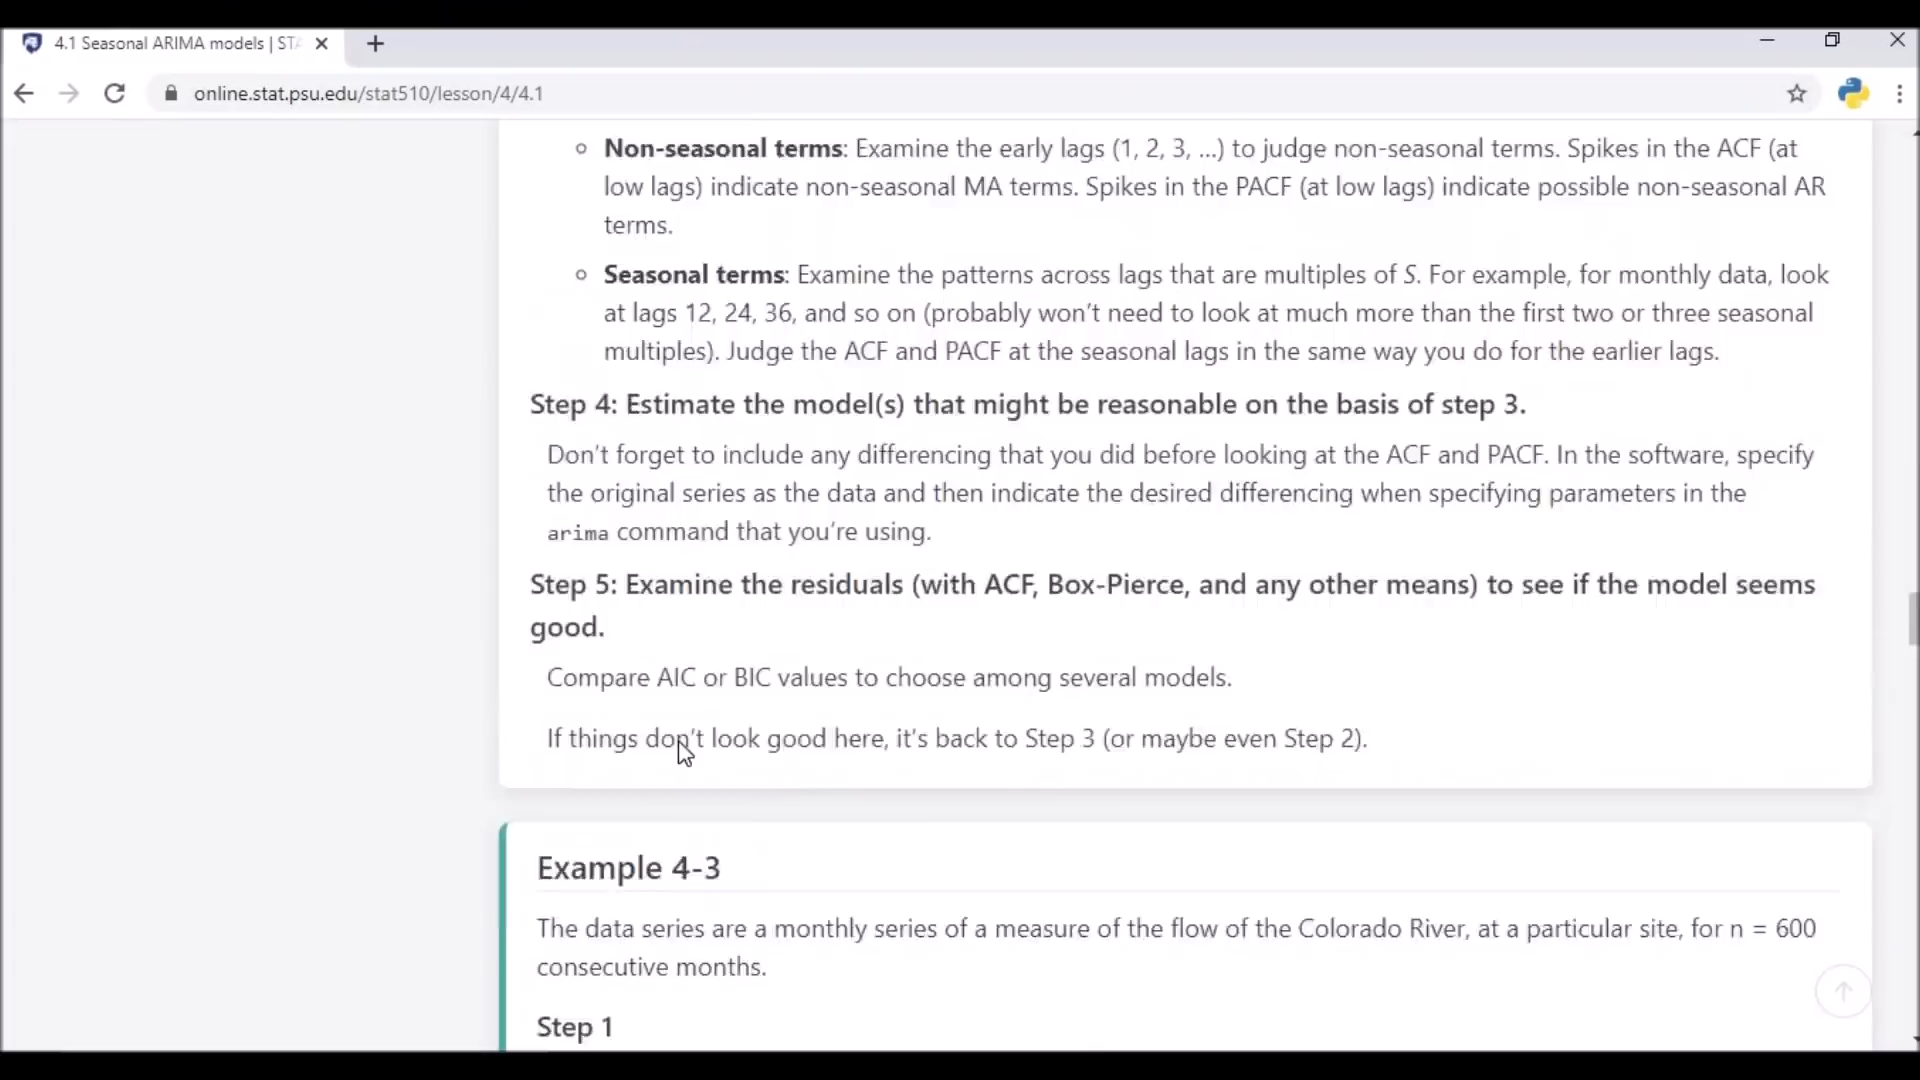 4.1 Seasonal ARIMA models | STA
online.stat.psu.edu/stat510/lesson/4/4.1
Non-seasonal terms: Examine the early lags (1, 2, 3, ...) to judge non-seasonal terms. Spikes in the ACF (at
low lags) indicate non-seasonal MA terms. Spikes in the PACF (at low lags) indicate possible non-seasonal AR
terms.
Seasonal terms: Examine the patterns across lags that are multiples of S. For example, for monthly data, look
at lags 12, 24, 36, and so on (probably won’t need to look at much more than the first two or three seasonal
multiples). Judge the ACF and PACF at the seasonal lags in the same way you do for the earlier lags.
Step 4: Estimate the model(s) that might be reasonable on the basis of step 3.
Don’t forget to include any differencing that you did before looking at the ACF and PACF. In the software, specify
the original series as the data and then indicate the desired differencing when specifying parameters in the
arima command that you’re using.
Step 5: Examine the residuals (with ACF, Box-Pierce, and any other means) to see if the model seems
good.
Compare AIC or BIC values to choose among several models.
If things don’t look good here, it’s back to Step 3 (or maybe even Step 2).
Example 4-3
The data series are a monthly series of a measure of the flow of the Colorado River, at a particular site, for n = 600
consecutive months.
Step 1